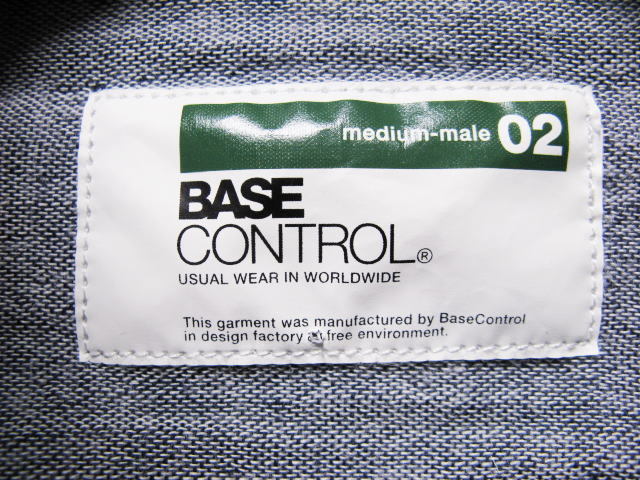 medium-male 02
BASE
CONTROL®
USUAL WEAR IN WORLDWIDE
This garment was manufactured by BaseControl
in design factory at free environment.